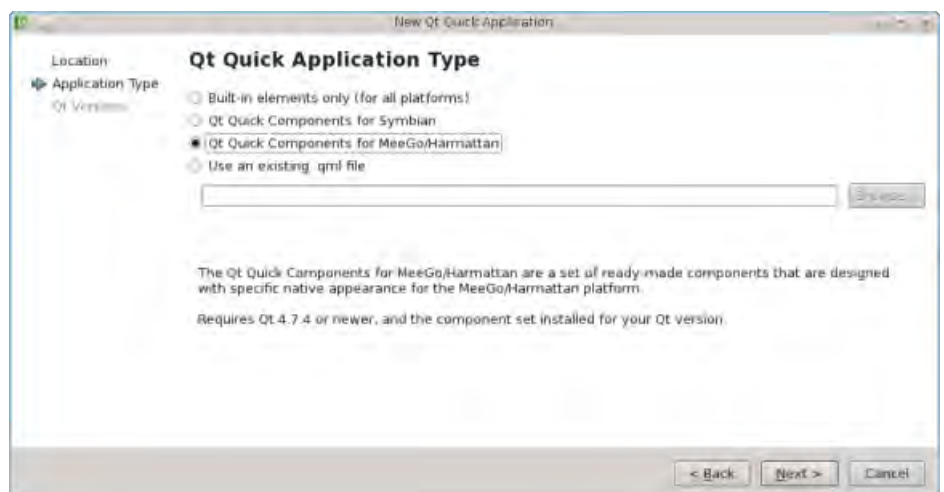 New Qt Quick Application
Location
Application Type
Qt Versions
Qt Quick Application Type
Built-in elements only (for all platforms)
Qt Quick Components for Symbian
Qt Quick Components for MeeGo/Harmattan
Use an existing .qml file
Browse...
The Qt Quick Components for MeeGo/Harmattan are a set of ready-made components that are designed
with specific native appearance for the MeeGo/Harmattan platform.
Requires Qt 4.7.4 or newer, and the component set installed for your Qt version.
< Back
Next >
Cancel